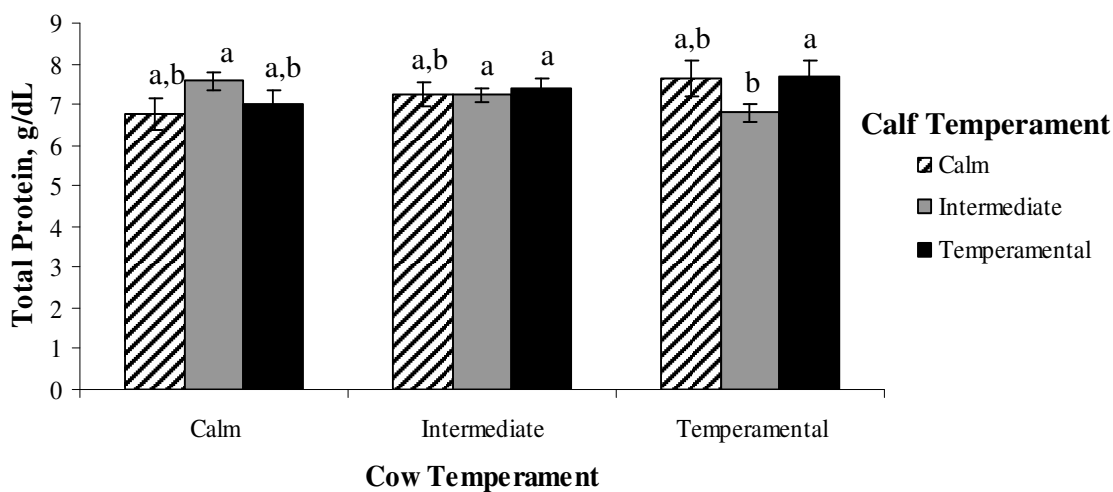 9
8
7
6
5
4
3
2
1
0
Total Protein, g/dL
a,b
a
a,b
a,b
a
a
a,b
b
a
Calm
Intermediate
Temperamental
Cow Temperament
Calf Temperament
Calm
Intermediate
Temperamental